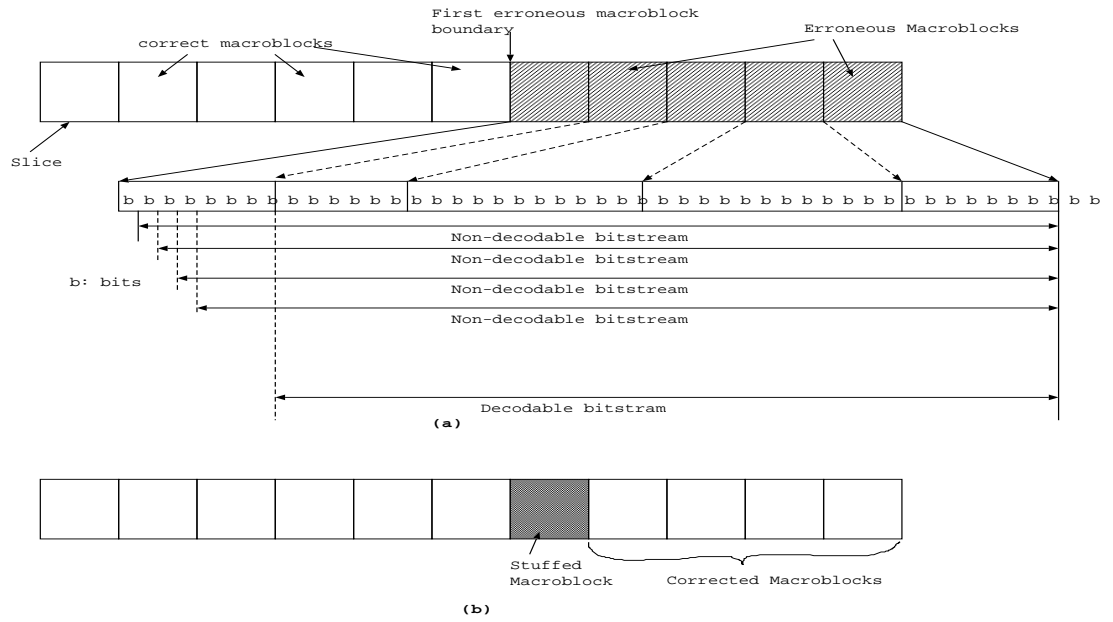 First erroneous macroblock
boundary
correct macroblocks
Erroneous Macroblocks
Slice
b b b b b b b b b b b b b b b b b b b b b b b b b b b b b b b b b b b b b b b b b b b b b b b b
Non-decodable bitstream
Non-decodable bitstream
b: bits
Non-decodable bitstream
Non-decodable bitstream
Decodable bitstram
(a)
Stuffed
Macroblock
Corrected Macroblocks
(b)